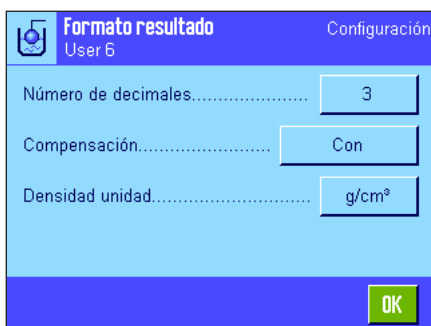 Formato resultado Configuración
User 6
Número de decimales..................... 3
Compensación........................ Con
Densidad unidad............................. g/cm³
OK